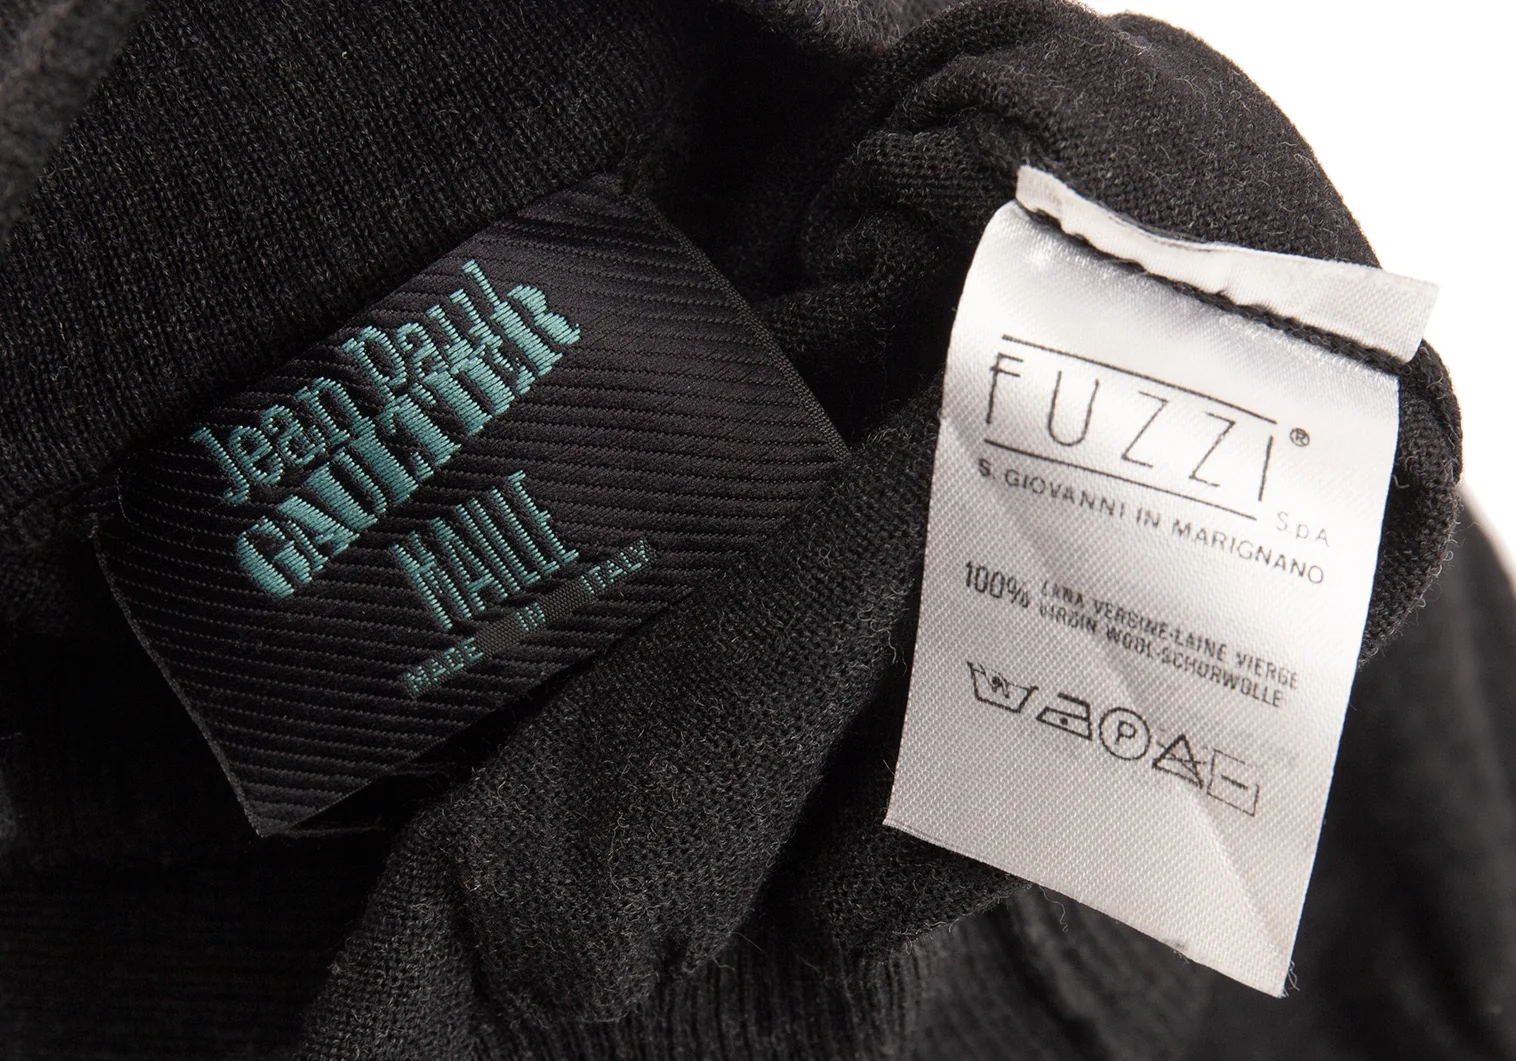 Jean Paul
GAULTIER
MAILLE
MADE IN ITALY
FUZZI®
SpA
S. GIOVANNI IN MARIGNANO
100% LANA VERGINE-LAINE VIERGE
VIRGIN WOOL-SCHURWOLLE
P